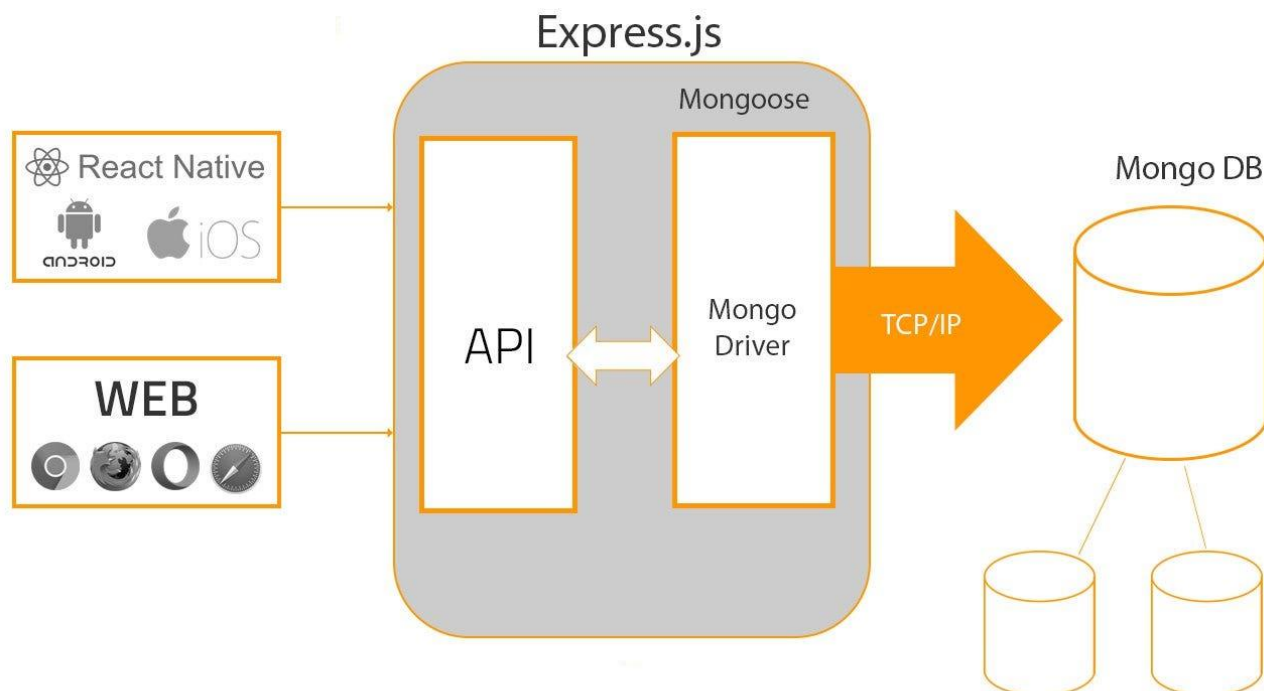 Express.js
Mongoose
React Native
ANDROID
iOS
WEB
API
Mongo
Driver
TCP/IP
Mongo DB